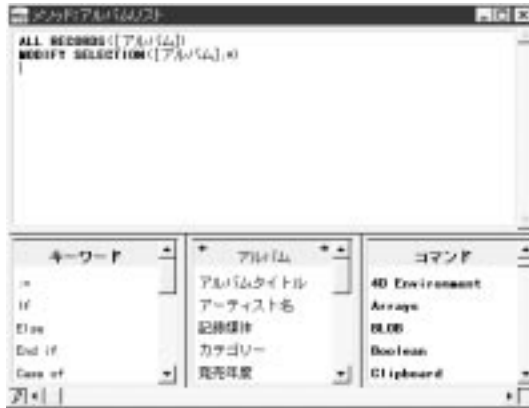 メソッド:アルバムリスト
ALL RECORDS([アルバム])
MODIFY SELECTION([アルバム];*)
キーワード
:=
If
Else
End if
Case of
* アルバム *
アルバムタイトル
アーティスト名
記録媒体
カテゴリー
発売年度
コマンド
4D Environment
Arrays
BLOB
Boolean
Clipboard